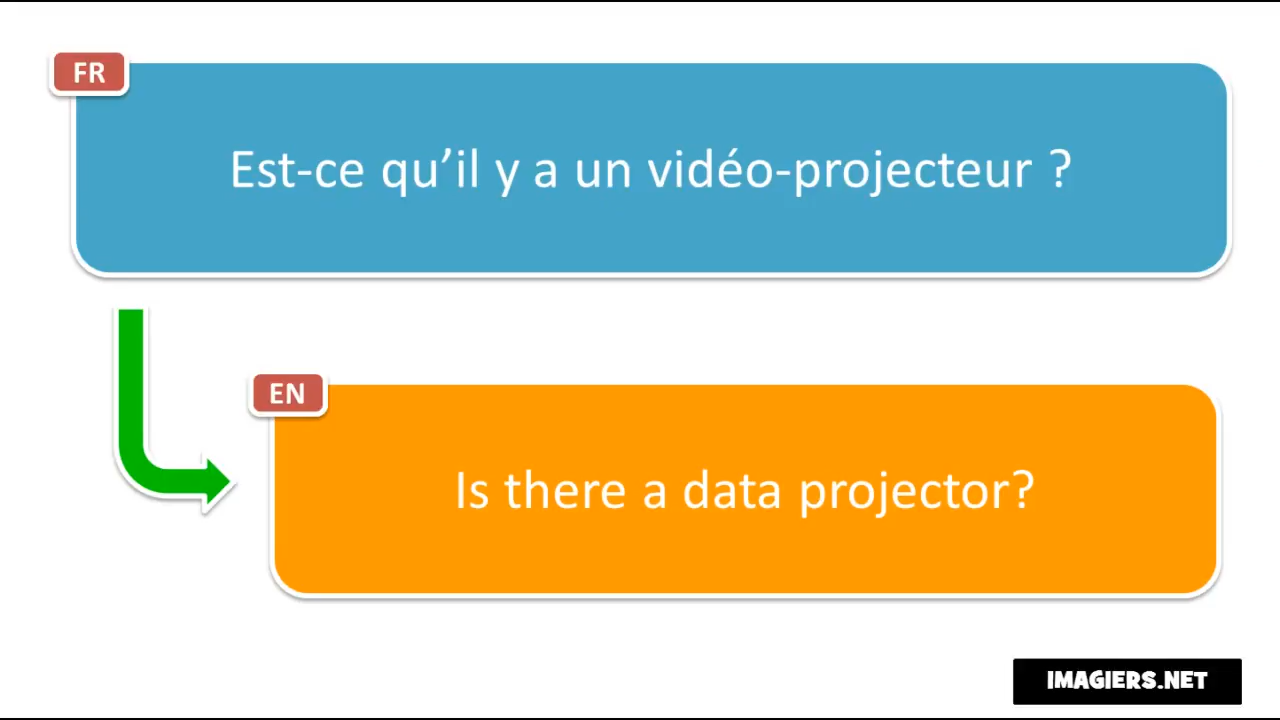 FR
Est-ce qu’il y a un vidéo-projecteur ?
EN
Is there a data projector?
IMAGIERS.NET